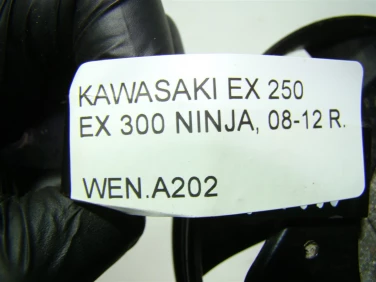 KAWASAKI EX 250
EX 300 NINJA, 08-12 R.
WEN.A202